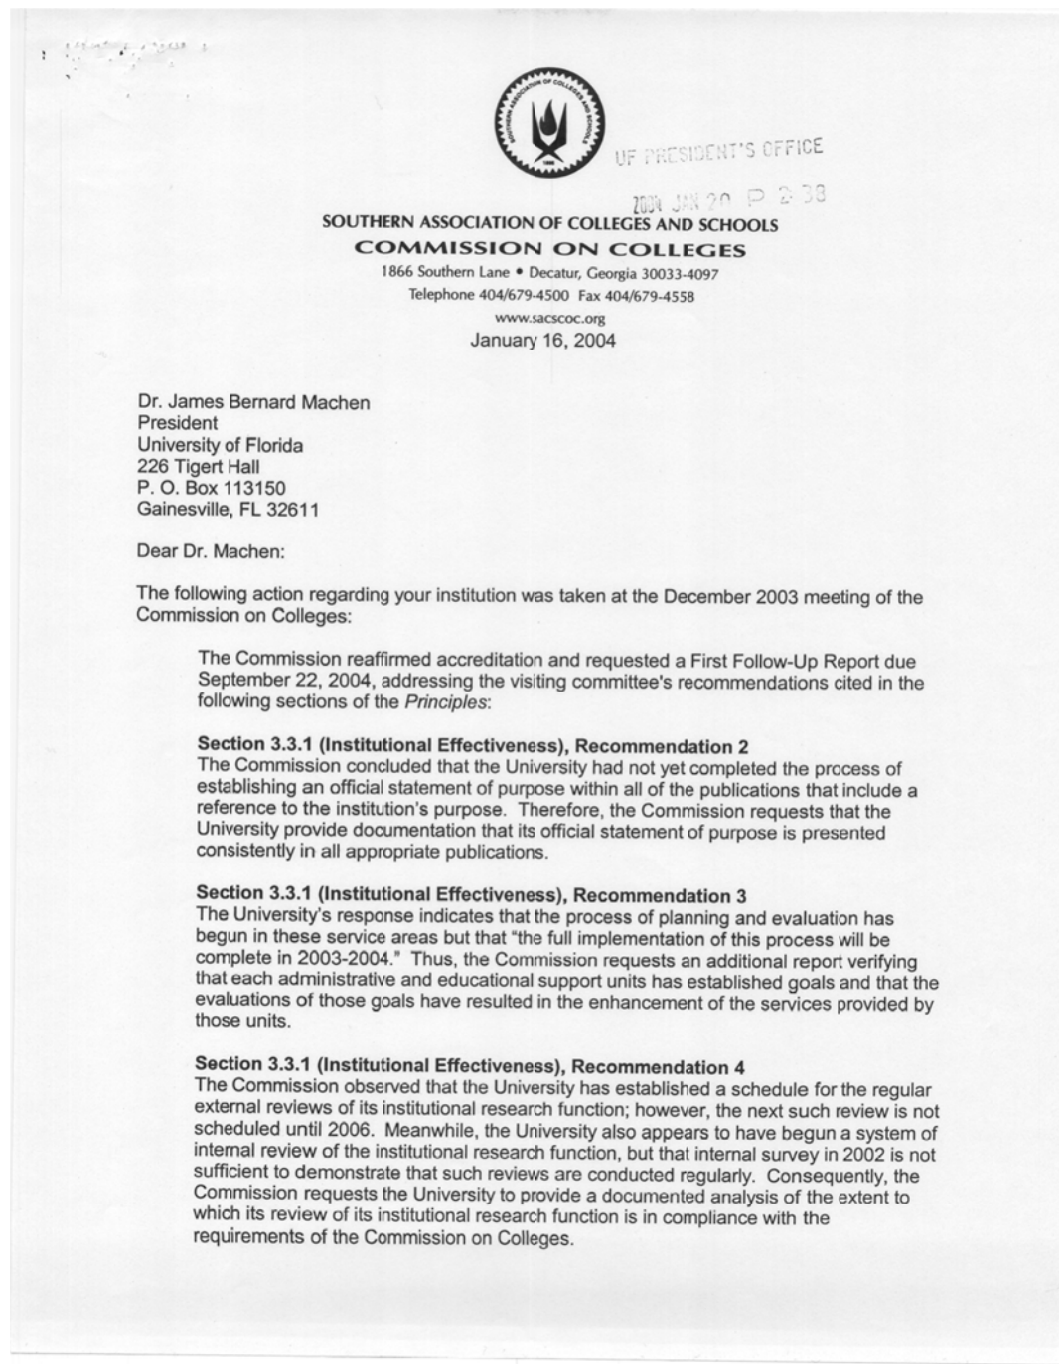 SOUTHERN ASSOCIATION OF COLLEGES AND SCHOOLS
1895
UF PRESIDENT'S OFFICE
2004 JAN 20 P 2: 38
SOUTHERN ASSOCIATION OF COLLEGES AND SCHOOLS
COMMISSION ON COLLEGES
1866 Southern Lane • Decatur, Georgia 30033-4097
Telephone 404/679-4500 Fax 404/679-4558
www.sacscoc.org
January 16, 2004
Dr. James Bernard Machen
President
University of Florida
226 Tigert Hall
P. O. Box 113150
Gainesville, FL 32611
Dear Dr. Machen:
The following action regarding your institution was taken at the December 2003 meeting of the
Commission on Colleges:
The Commission reaffirmed accreditation and requested a First Follow-Up Report due
September 22, 2004, addressing the visiting committee's recommendations cited in the
following sections of the Principles:
Section 3.3.1 (Institutional Effectiveness), Recommendation 2
The Commission concluded that the University had not yet completed the process of
establishing an official statement of purpose within all of the publications that include a
reference to the institution's purpose. Therefore, the Commission requests that the
University provide documentation that its official statement of purpose is presented
consistently in all appropriate publications.
Section 3.3.1 (Institutional Effectiveness), Recommendation 3
The University's response indicates that the process of planning and evaluation has
begun in these service areas but that "the full implementation of this process will be
complete in 2003-2004." Thus, the Commission requests an additional report verifying
that each administrative and educational support units has established goals and that the
evaluations of those goals have resulted in the enhancement of the services provided by
those units.
Section 3.3.1 (Institutional Effectiveness), Recommendation 4
The Commission observed that the University has established a schedule for the regular
external reviews of its institutional research function; however, the next such review is not
scheduled until 2006. Meanwhile, the University also appears to have begun a system of
internal review of the institutional research function, but that internal survey in 2002 is not
sufficient to demonstrate that such reviews are conducted regularly. Consequently, the
Commission requests the University to provide a documented analysis of the extent to
which its review of its institutional research function is in compliance with the
requirements of the Commission on Colleges.